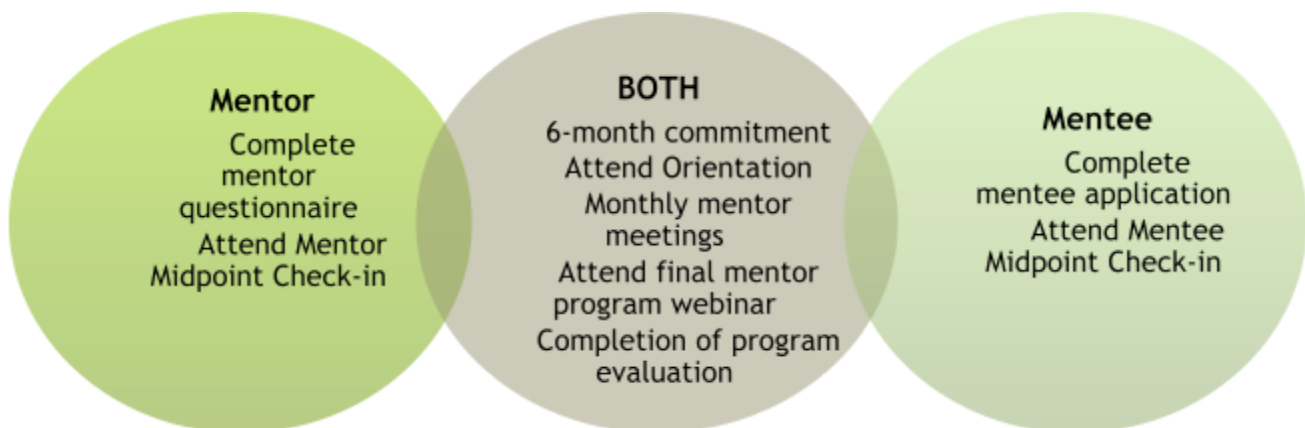 Mentor
Complete
mentor
questionnaire
Attend Mentor
Midpoint Check-in
BOTH
6-month commitment
Attend Orientation
Monthly mentor
meetings
Attend final mentor
program webinar
Completion of program
evaluation
Mentee
Complete
mentee application
Attend Mentee
Midpoint Check-in